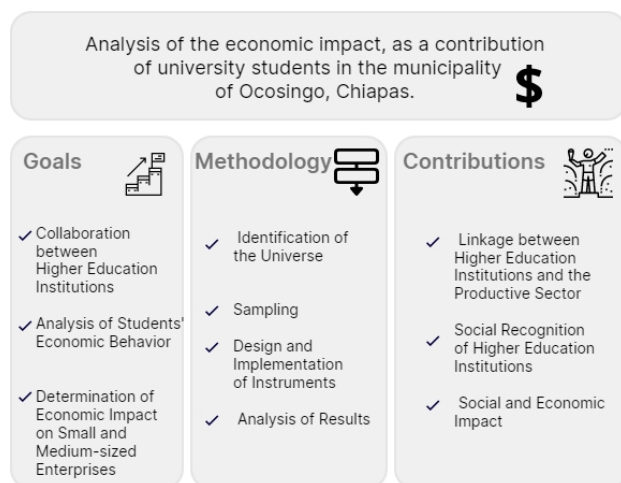 Analysis of the economic impact, as a contribution
of university students in the municipality
of Ocosingo, Chiapas.
$
Goals
Collaboration
between
Higher Education
Institutions
Analysis of Students'
Economic Behavior
Determination of
Economic Impact
on Small and
Medium-sized
Enterprises
Methodology
Identification of
the Universe
Sampling
Design and
Implementation
of Instruments
Analysis of Results
Contributions
Linkage between
Higher Education
Institutions and the
Productive Sector
Social Recognition
of Higher Education
Institutions
Social and Economic
Impact